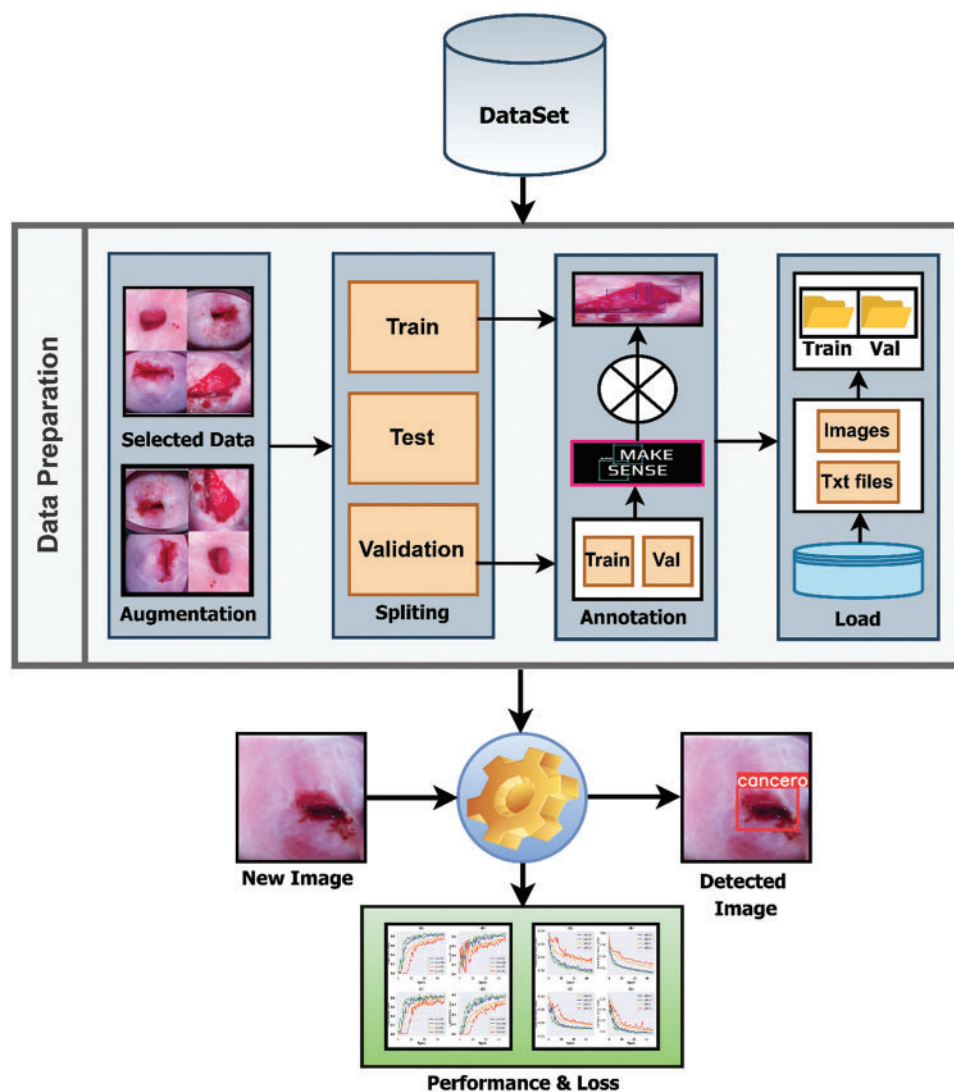 DataSet
Data Preparation
Selected Data
Augmentation
Train
Test
Validation
Spliting
MAKE
SENSE
Train
Val
Annotation
Train
Val
Images
Txt files
Load
New Image
cancero
Detected
Image
Performance & Loss